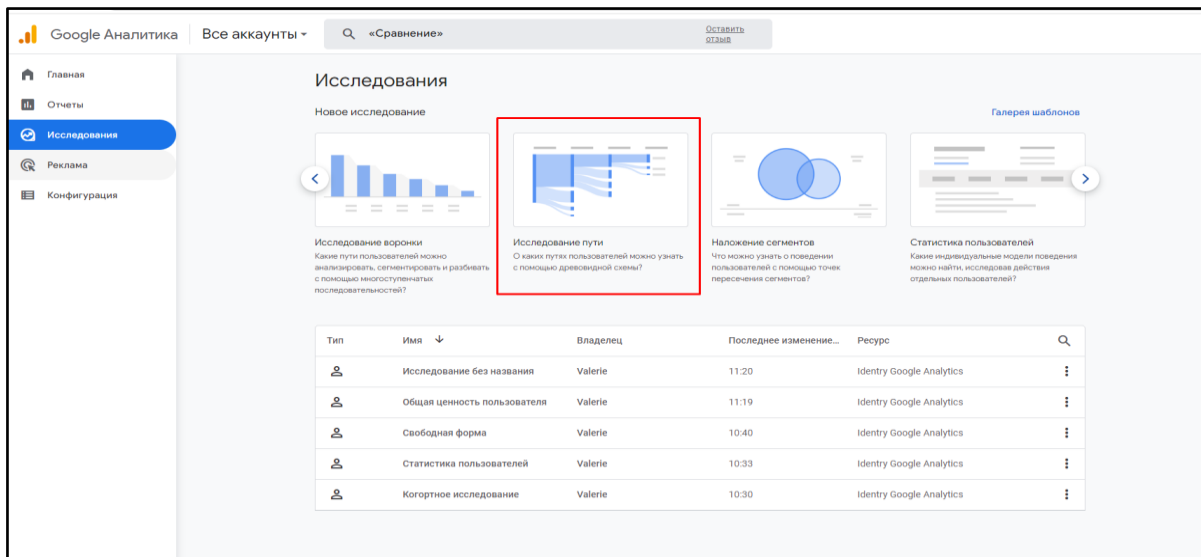 Google Аналитика
Все аккаунты
«Сравнение»
Оставить
отзыв
Главная
Отчеты
Исследования
Реклама
Конфигурация
Исследования
Новое исследование
Галерея шаблонов
Исследование воронки
Какие пути пользователей можно
анализировать, сегментировать и разбивать
с помощью многоступенчатых
последовательностей?
Исследование пути
О каких путях пользователей можно узнать
с помощью древовидной схемы?
Наложение сегментов
Что можно узнать о поведении
пользователей с помощью точек
пересечения сегментов?
Статистика пользователей
Какие индивидуальные модели поведения
можно найти, исследовав действия
отдельных пользователей?
Тип Имя Владелец Последнее изменение... Ресурс
Исследование без названия Valerie 11:20 Identry Google Analytics
Общая ценность пользователя Valerie 11:19 Identry Google Analytics
Свободная форма Valerie 10:40 Identry Google Analytics
Статистика пользователей Valerie 10:33 Identry Google Analytics
Когортное исследование Valerie 10:30 Identry Google Analytics